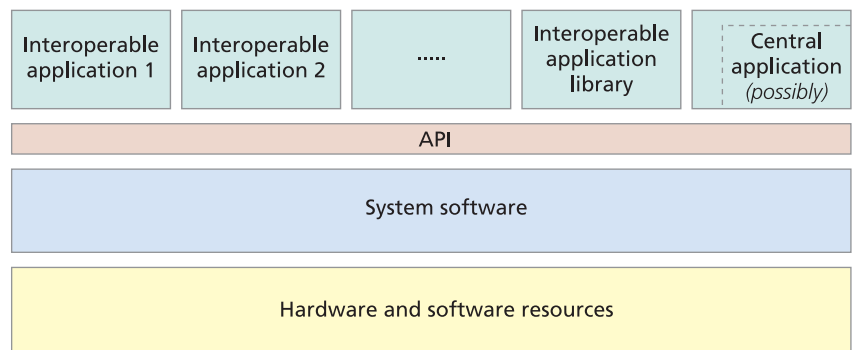 Interoperable
application 1
Interoperable
application 2
.....
Interoperable
application
library
Central
application
(possibly)
API
System software
Hardware and software resources